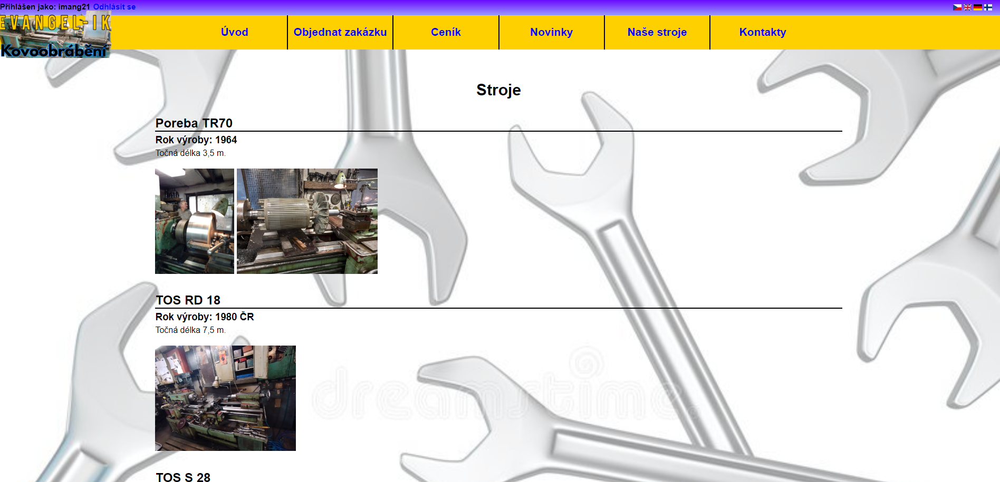 Přihlášen jako: imang21 Odhlásit se
EVANGEL-IK
Kovoobrábění
Úvod
Objednat zakázku
Ceník
Novinky
Naše stroje
Kontakty
Stroje
Poreba TR70
Rok výroby: 1964
Točná délka 3,5 m.
TOS RD 18
Rok výroby: 1980 ČR
Točná délka 7,5 m.
dreamstime
TOS S 28